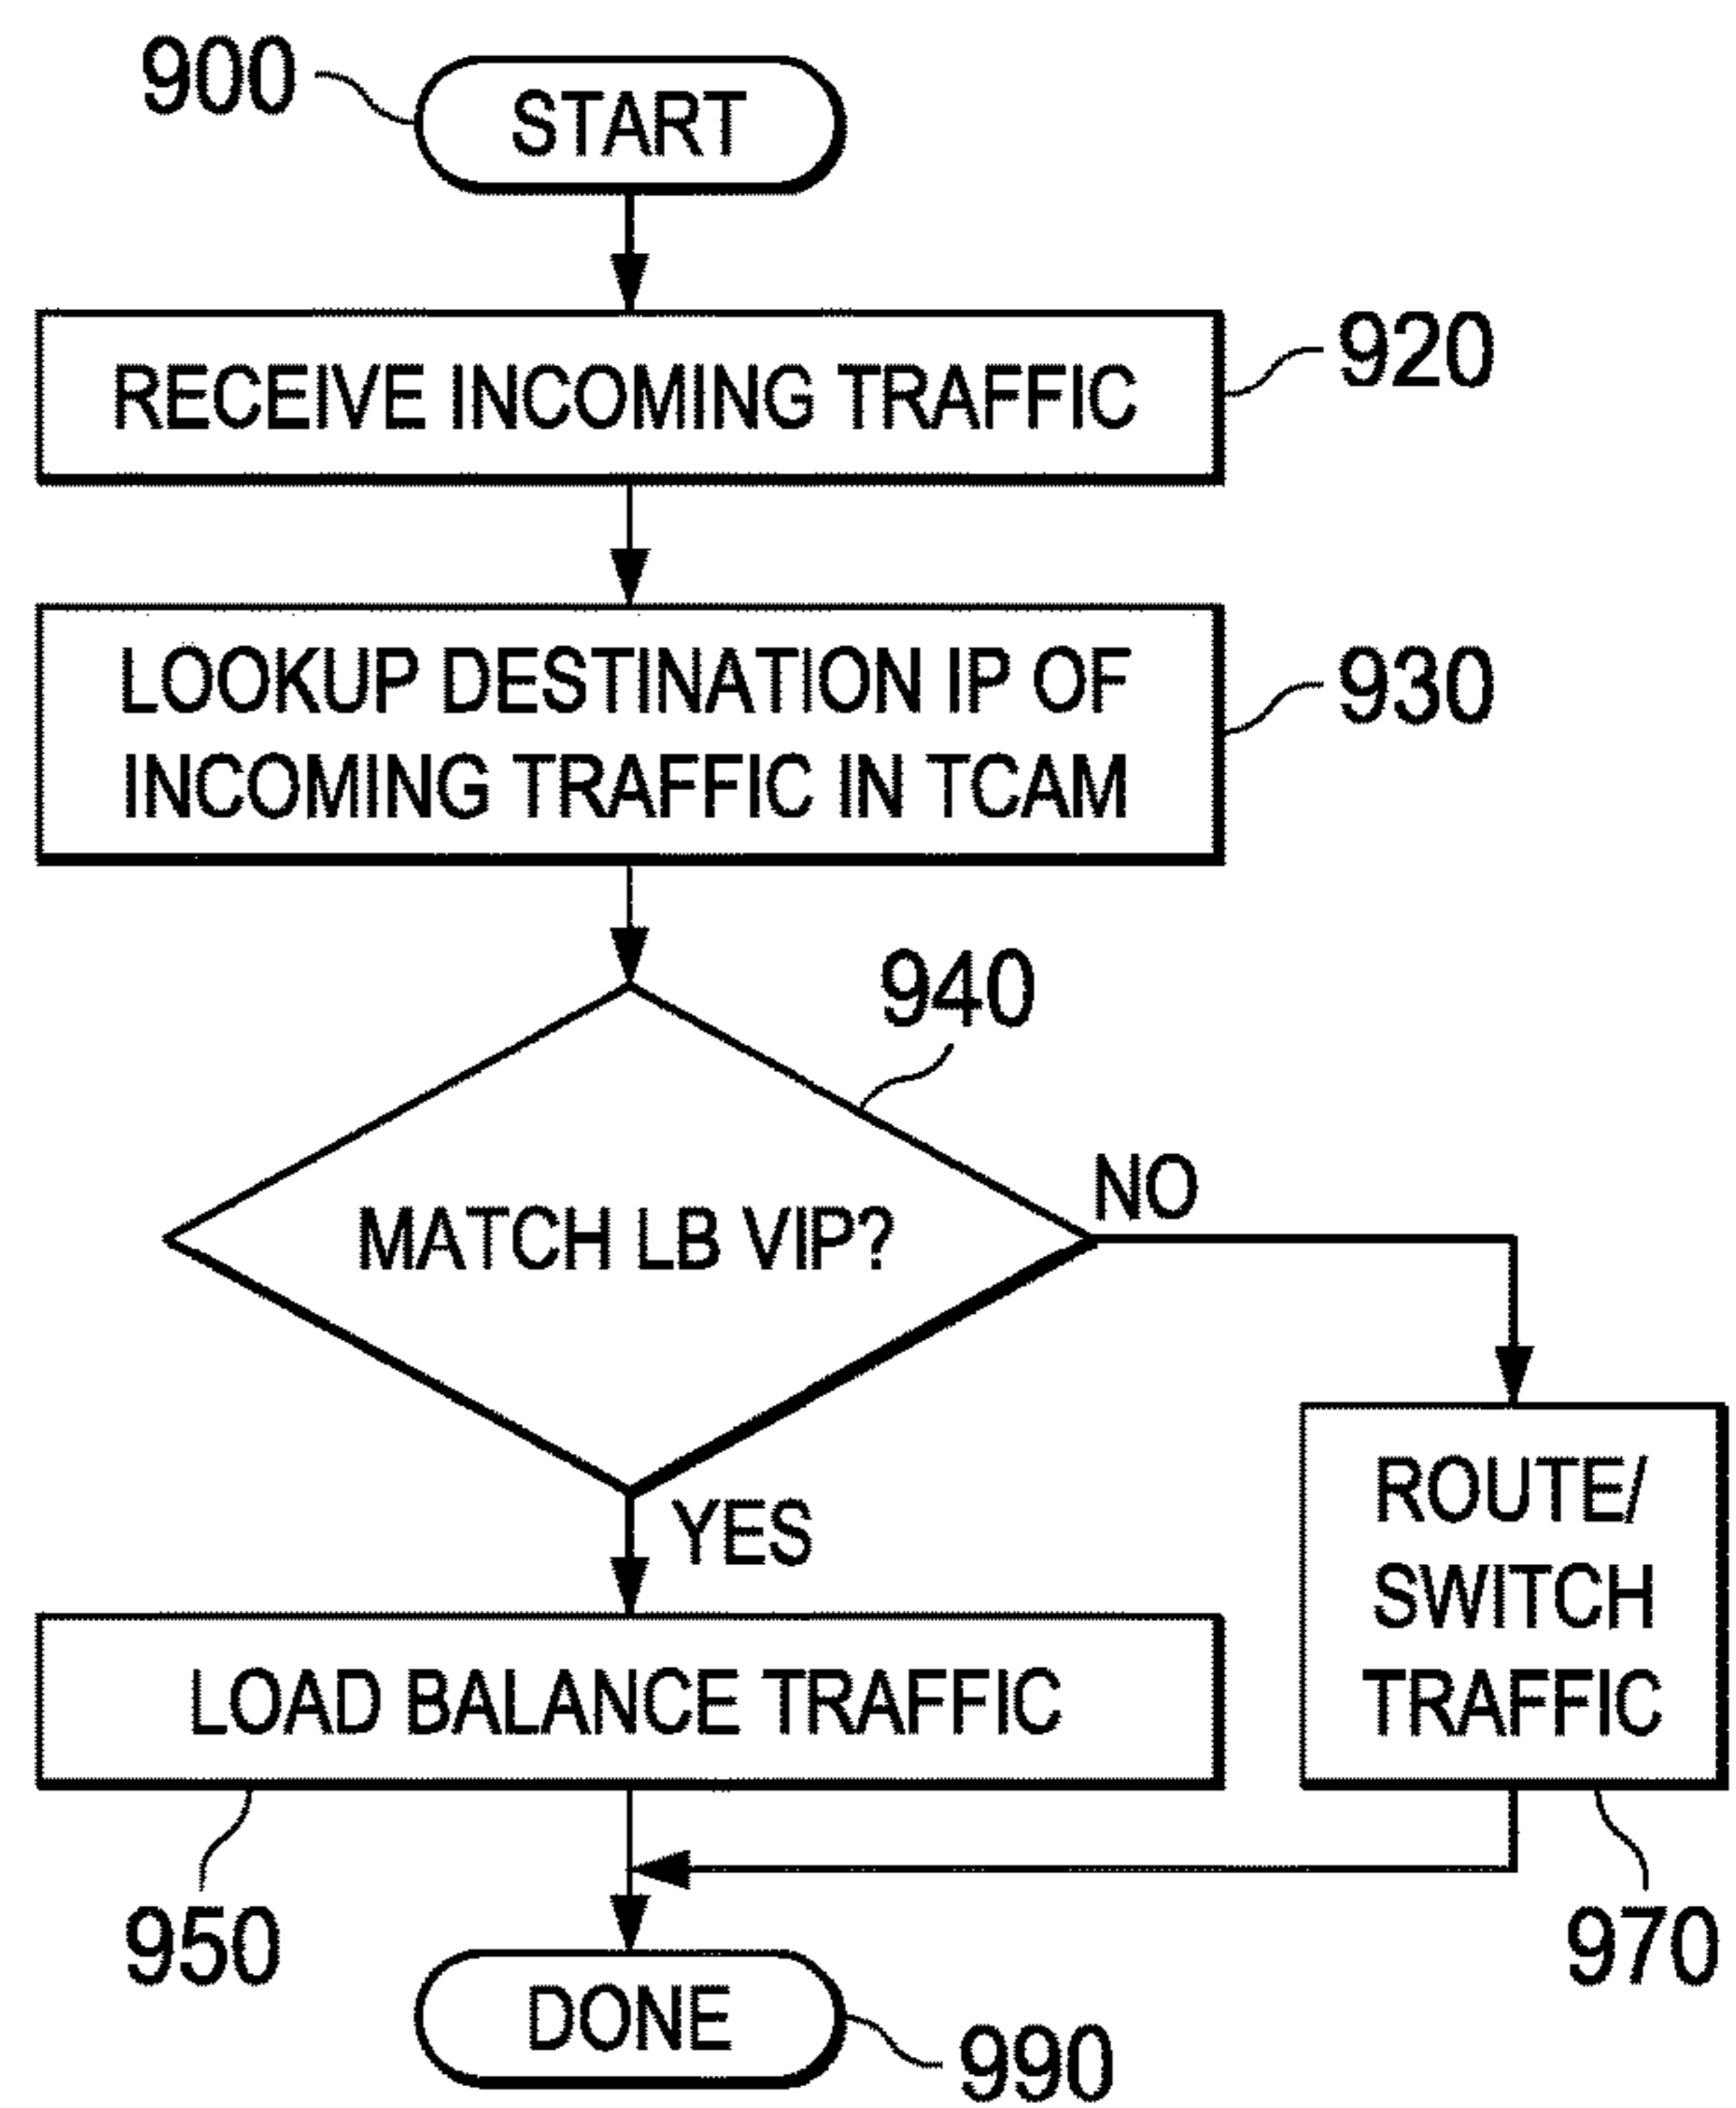 900
START
RECEIVE INCOMING TRAFFIC
920
LOOKUP DESTINATION IP OF
INCOMING TRAFFIC IN TCAM
930
940
MATCH LB VIP?
NO
YES
ROUTE/
SWITCH
TRAFFIC
LOAD BALANCE TRAFFIC
950
970
DONE
990